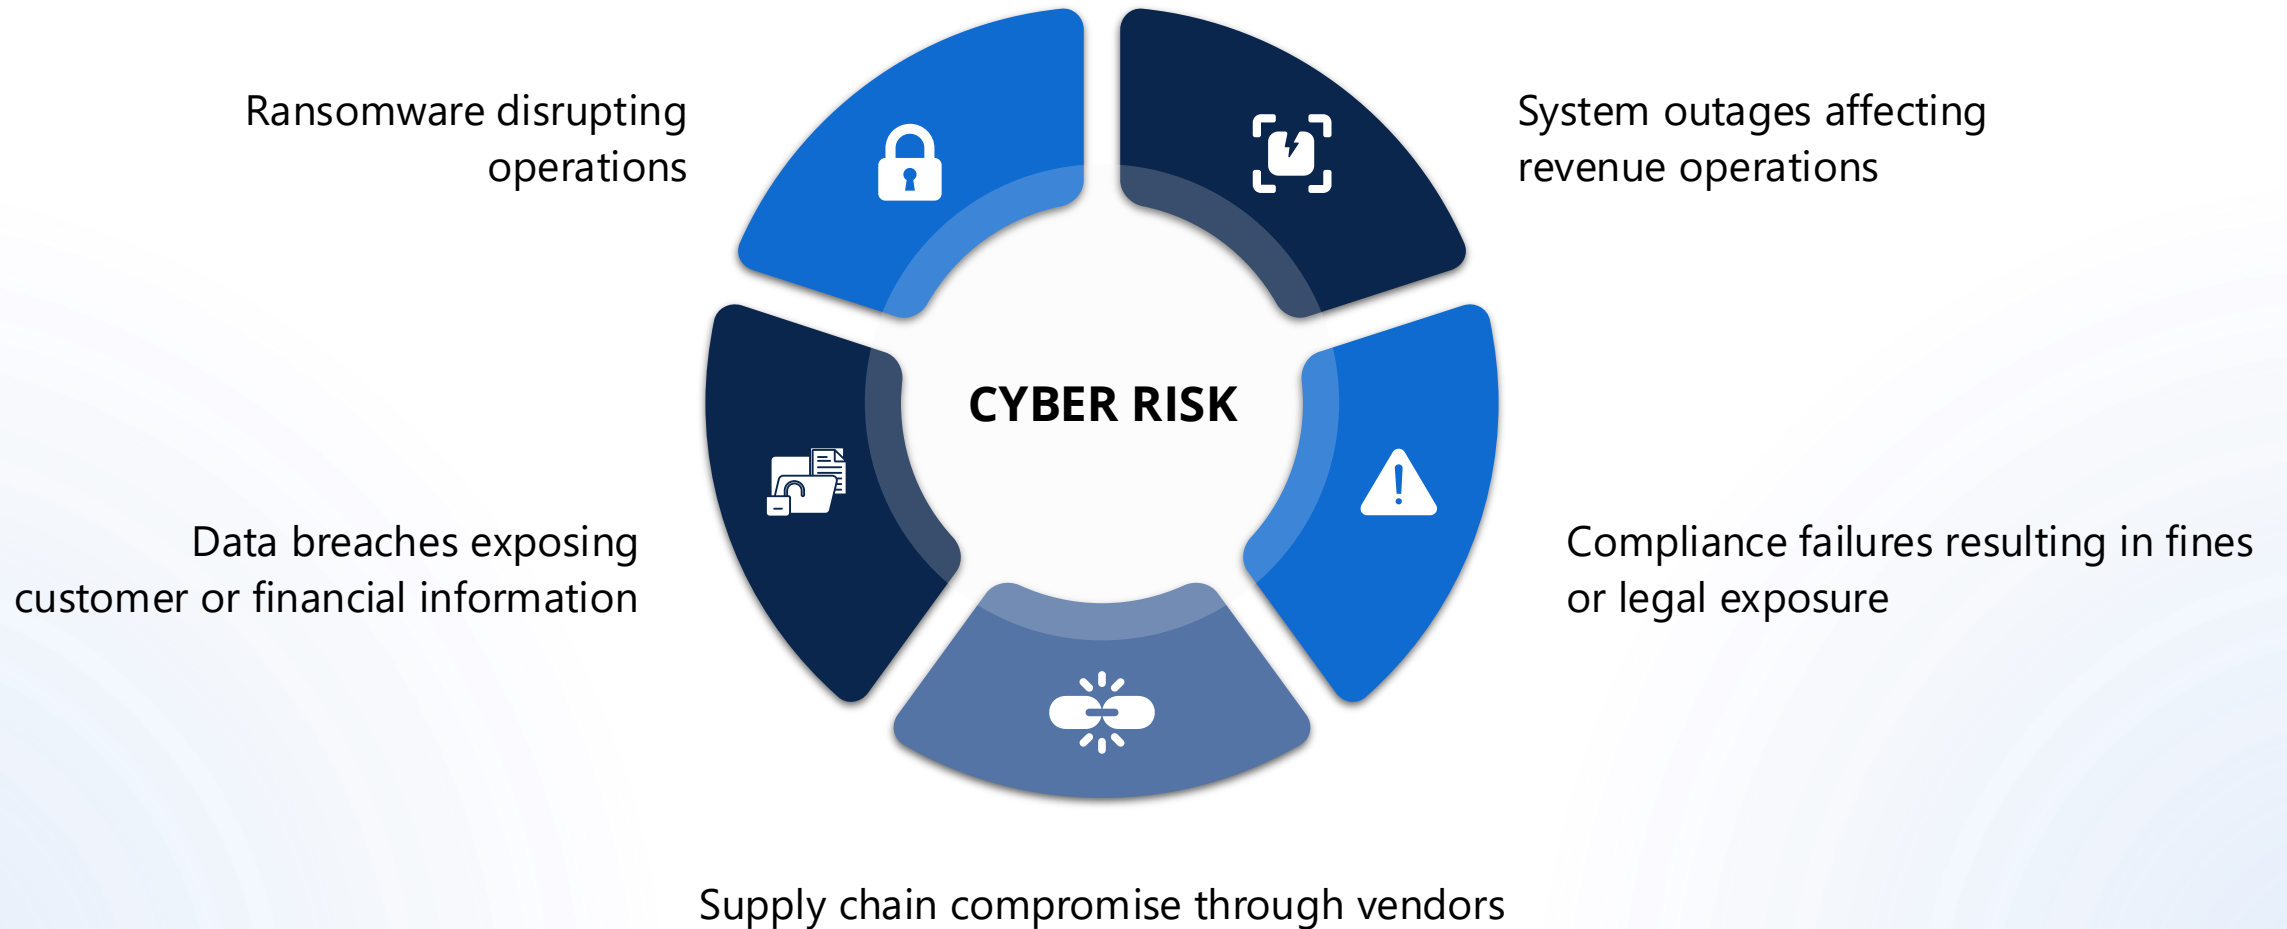 Ransomware disrupting
operations
System outages affecting
revenue operations
CYBER RISK
Data breaches exposing
customer or financial information
Compliance failures resulting in fines
or legal exposure
Supply chain compromise through vendors